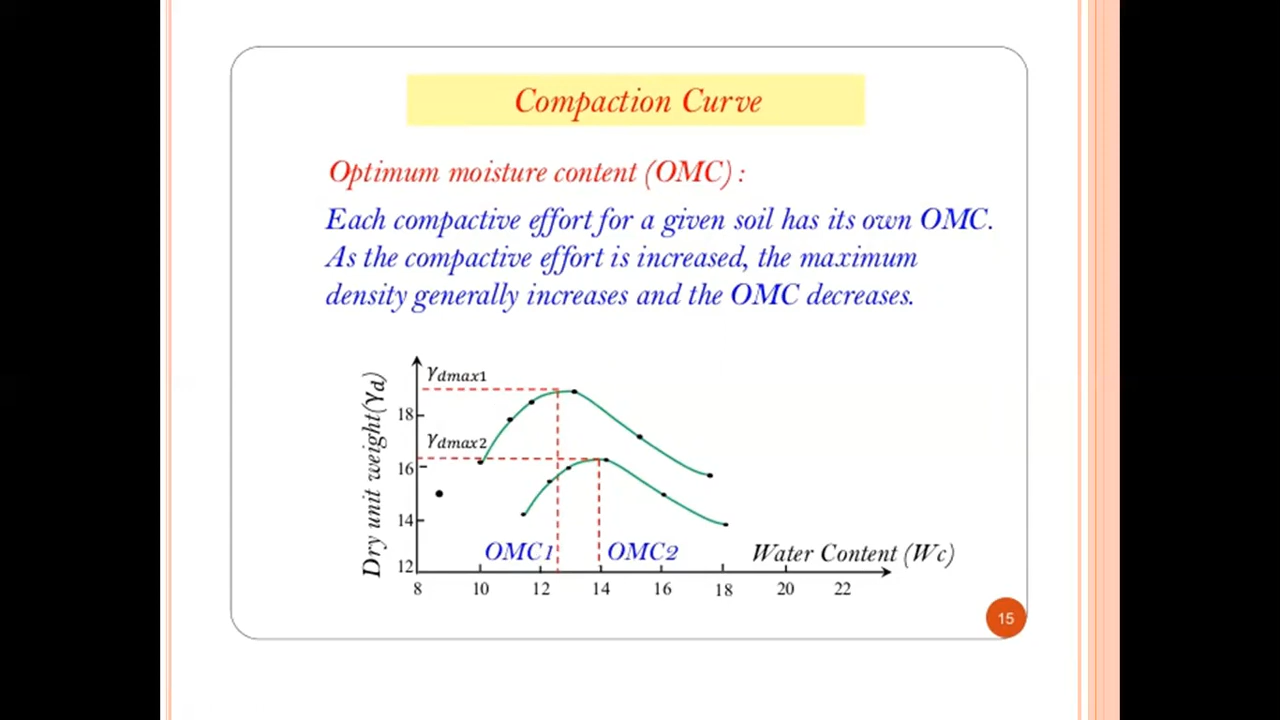 Compaction Curve
Optimum moisture content (OMC) :
Each compactive effort for a given soil has its own OMC.
As the compactive effort is increased, the maximum
density generally increases and the OMC decreases.
Dry unit weight(γd)
γdmax1
18
γdmax2
16
14
12
OMC1
OMC2
Water Content (Wc)
8 10 12 14 16 18 20 22
15